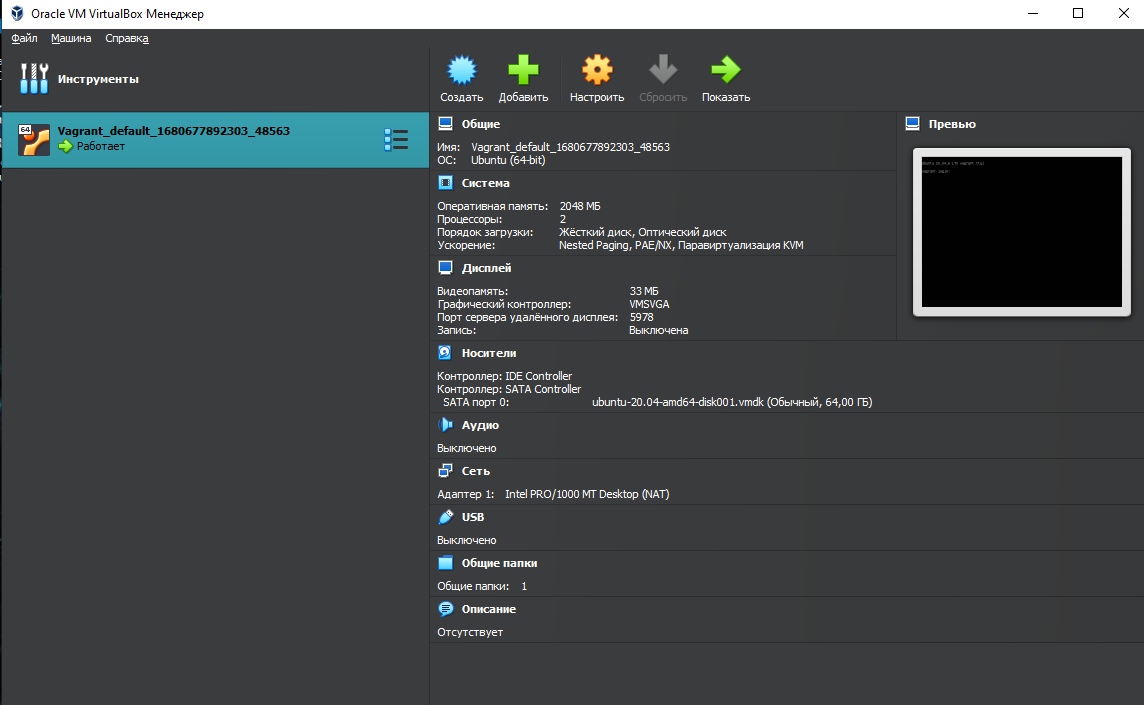 Oracle VM VirtualBox Менеджер
Файл Машина Справка
Инструменты
Создать Добавить Настроить Сбросить Показать
64
Vagrant_default_1680677892303_48563
Работает
Общие
Имя: Vagrant_default_1680677892303_48563
ОС: Ubuntu (64-bit)
Превью
Система
Оперативная память: 2048 МБ
Процессоры: 2
Порядок загрузки: Жёсткий диск, Оптический диск
Ускорение: Nested Paging, PAE/NX, Паравиртуализация KVM
Дисплей
Видеопамять: 33 МБ
Графический контроллер: VMSVGA
Порт сервера удалённого дисплея: 5978
Запись: Выключена
Носители
Контроллер: IDE Controller
Контроллер: SATA Controller
SATA порт 0: ubuntu-20.04-amd64-disk001.vmdk (Обычный, 64,00 ГБ)
Аудио
Выключено
Сеть
Адаптер 1: Intel PRO/1000 MT Desktop (NAT)
USB
Выключено
Общие папки
Общие папки: 1
Описание
Отсутствует